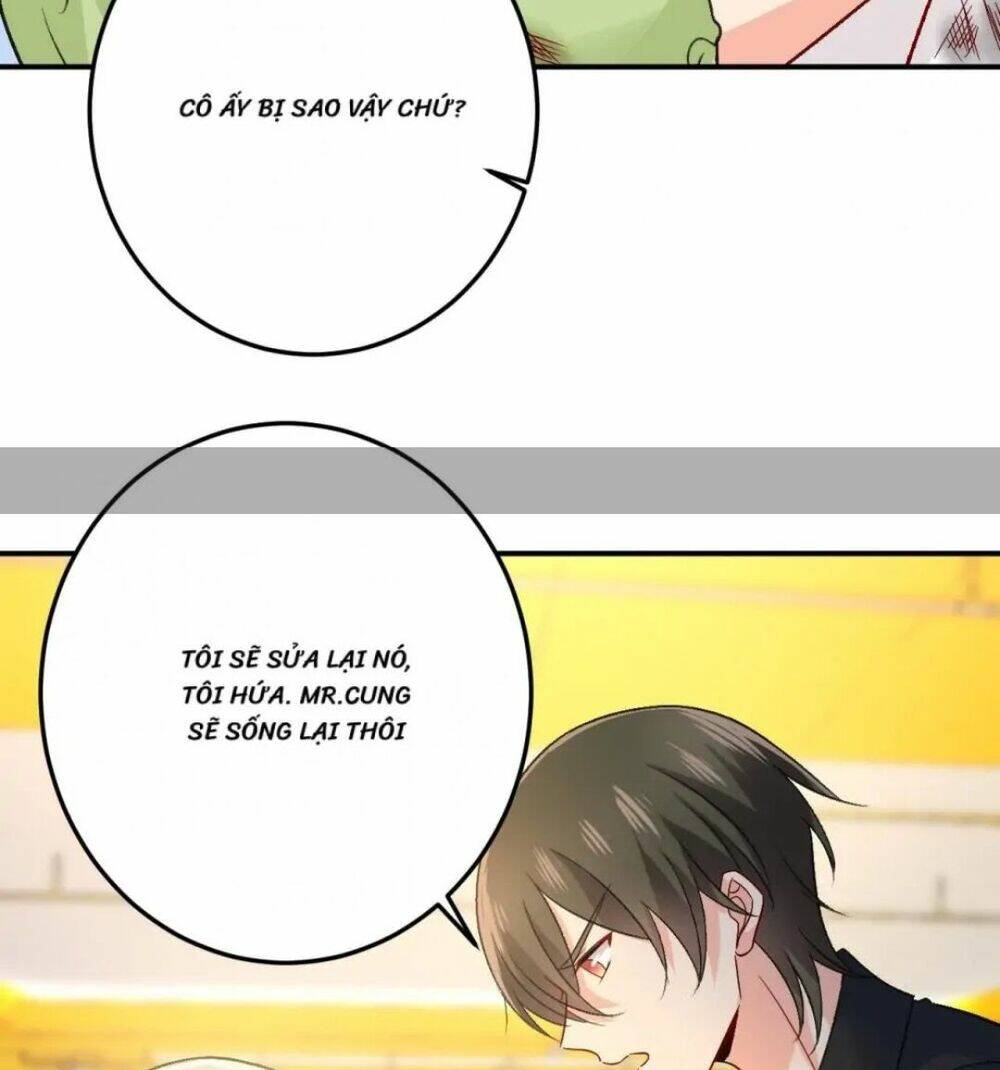 CÔ ẤY BỊ SAO VẬY CHỨ?
TÔI SẼ SỬA LẠI NÓ,
TÔI HỨA. MR.CUNG
SẼ SỐNG LẠI THÔI